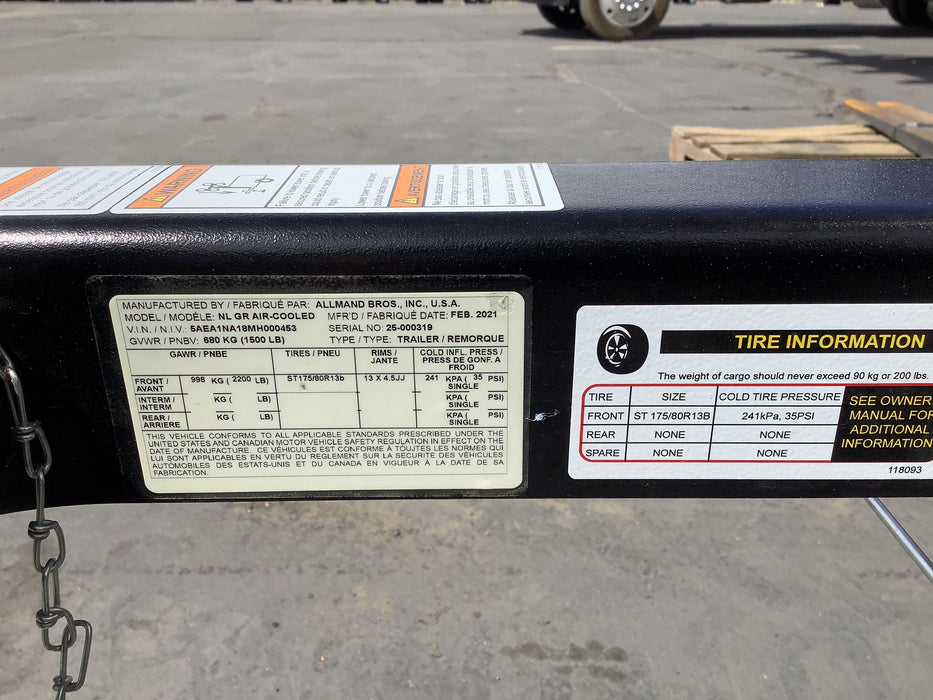 WARNING
AVERTISSEMENT
MANUFACTURED BY / FABRIQUÉ PAR: ALLMAND BROS., INC., U.S.A.
MODEL / MODÈLE: NL GR AIR-COOLED MFR'D / FABRIQUÉ DATE: FEB. 2021
V.I.N. / N.I.V.: 5AEA1NA18MH000453 SERIAL NO: 25-000319
GVWR / PNBV: 680 KG (1500 LB) TYPE / TYPE: TRAILER / REMORQUE
GAWR / PNBE TIRES / PNEU RIMS / JANTE COLD INFL. PRESS / PRESS DE GONF. A FROID
FRONT / AVANT 998 KG ( 2200 LB) ST175/80R13b 13 X 4.5JJ 241 KPA ( 35 PSI) SINGLE
INTERM / INTERM KG ( LB) KPA ( PSI) SINGLE
REAR / ARRIERE KG ( LB) KPA ( PSI) SINGLE
THIS VEHICLE CONFORMS TO ALL APPLICABLE STANDARDS PRESCRIBED UNDER THE
UNITED STATES AND CANADIAN MOTOR VEHICLE SAFETY REGULATION IN EFFECT ON THE
DATE OF MANUFACTURE. CE VÉHICULES EST CONFORME À TOUTES LES NORMES QUI
LUI SONT APPLICABLES EN VERTU DU REGLEMENT SUR LA SECURITE DES VÉHICULES
AUTOMÓBILES DES ESTATS-UNIS ET DU CANADA EN VIGUEUR À LA DATE DE SA
FABRICATION.
TIRE INFORMATION
The weight of cargo should never exceed 90 kg or 200 lbs.
TIRE SIZE COLD TIRE PRESSURE
FRONT ST 175/80R13B 241kPa, 35PSI
REAR NONE NONE
SPARE NONE NONE
SEE OWNER
MANUAL FOR
ADDITIONAL
INFORMATION
118093